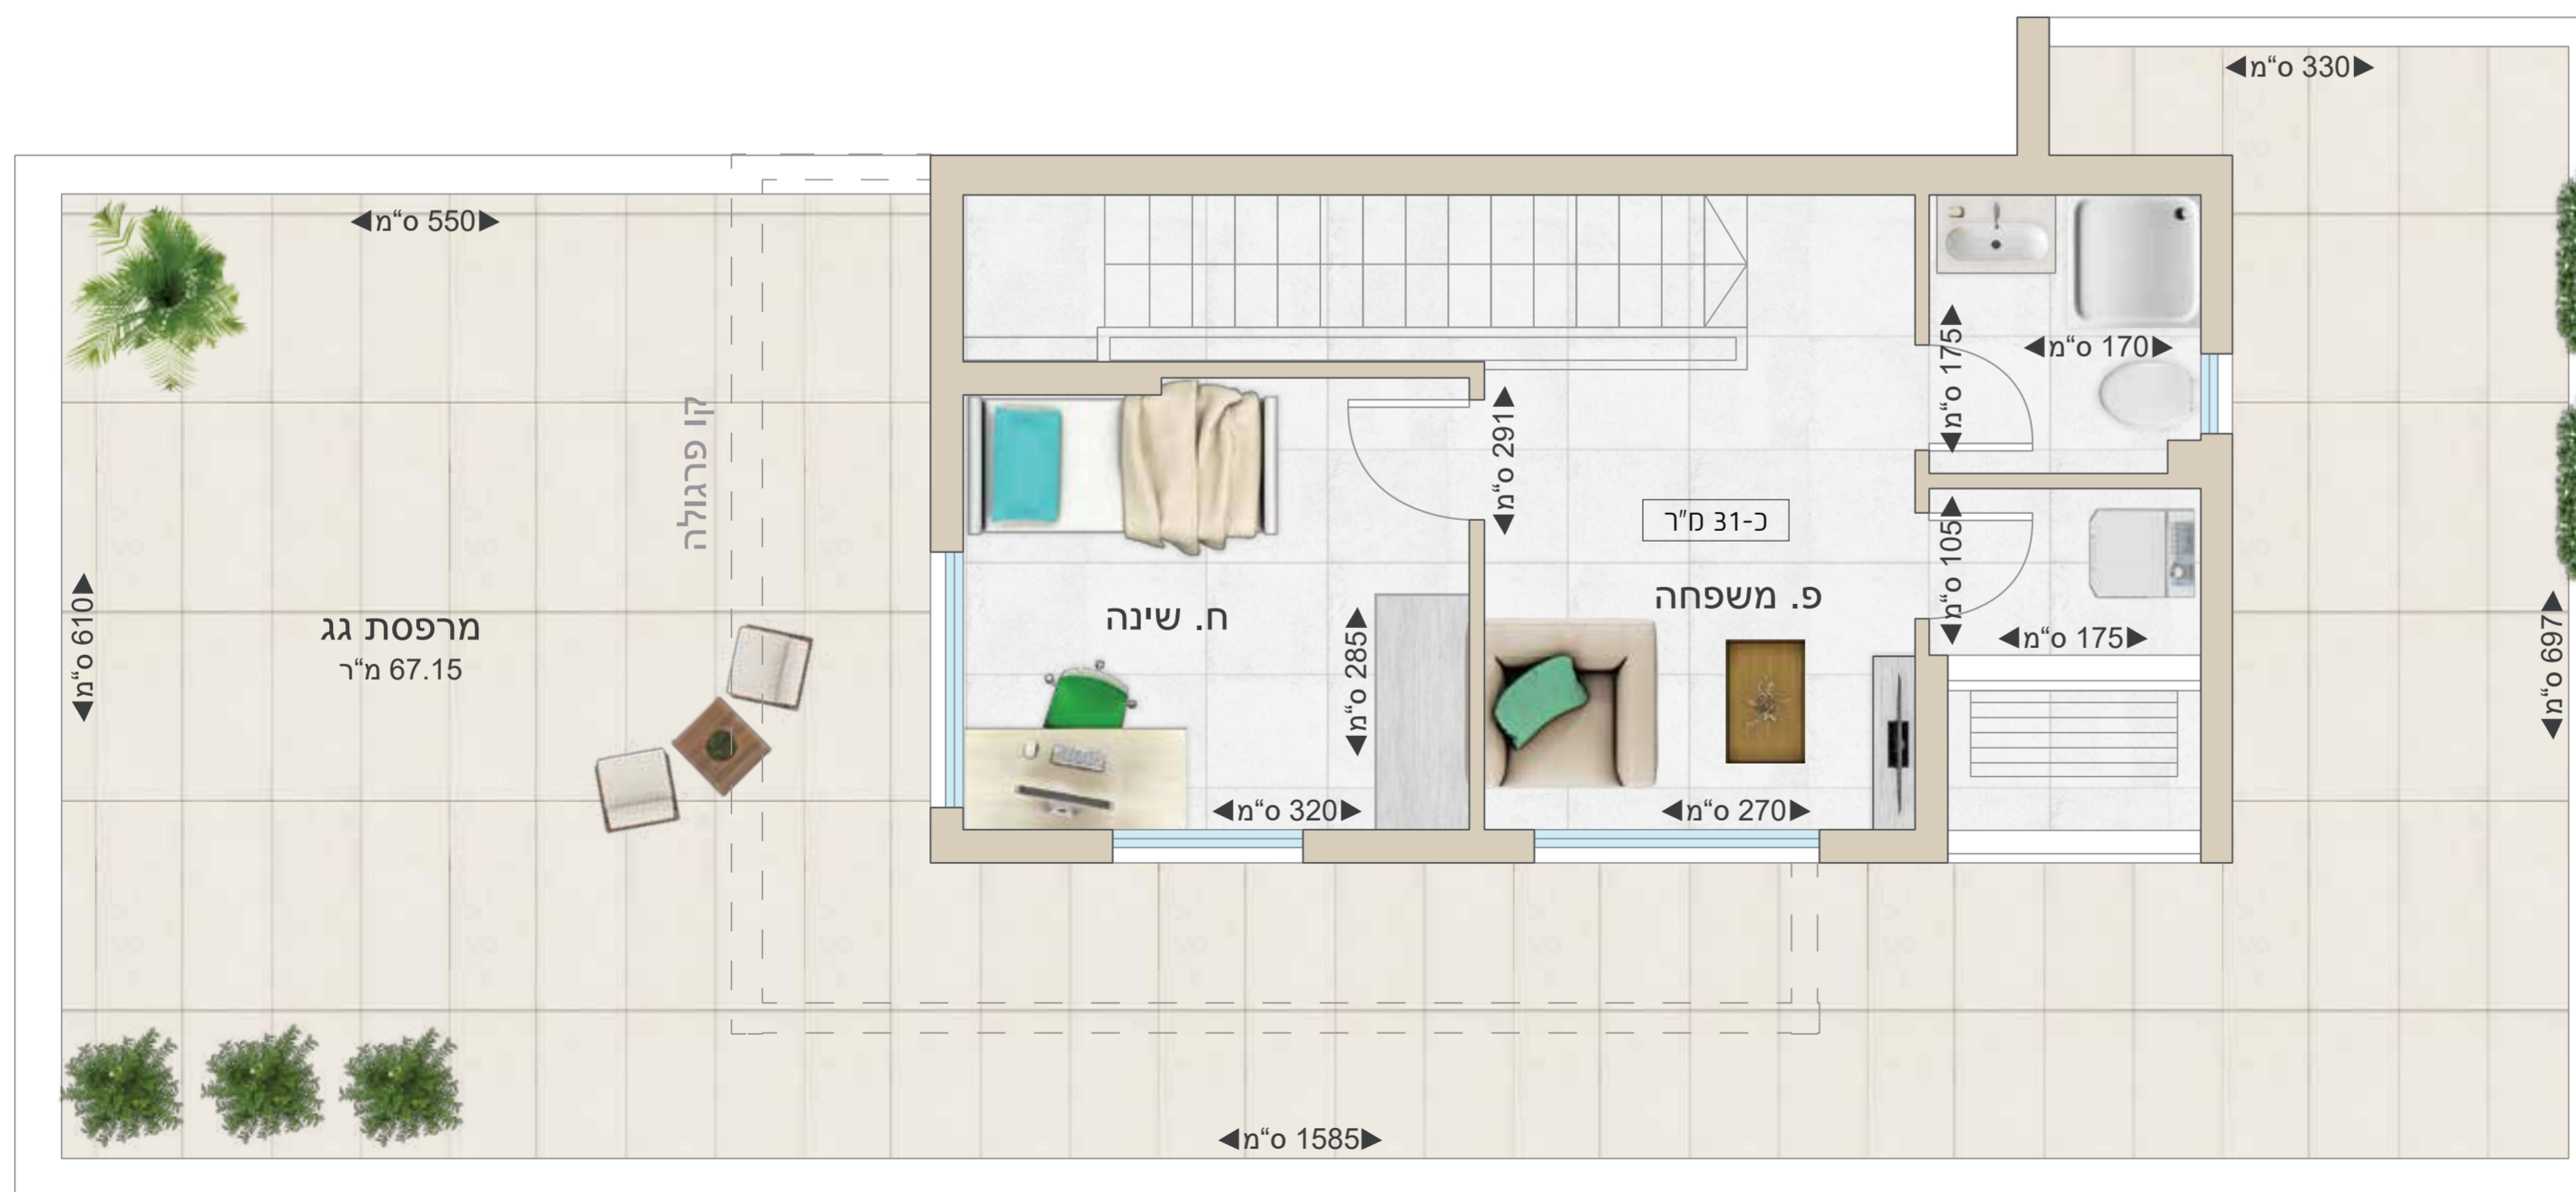 330 ס"מ
550 ס"מ
175 ס"מ
170 ס"מ
קו פרגולה
291 ס"מ
כ-31 מ"ר
105 ס"מ
פ. משפחה
ח. שינה
מרפסת גג
67.15 מ"ר
610 ס"מ
285 ס"מ
175 ס"מ
697 ס"מ
320 ס"מ
270 ס"מ
1585 ס"מ